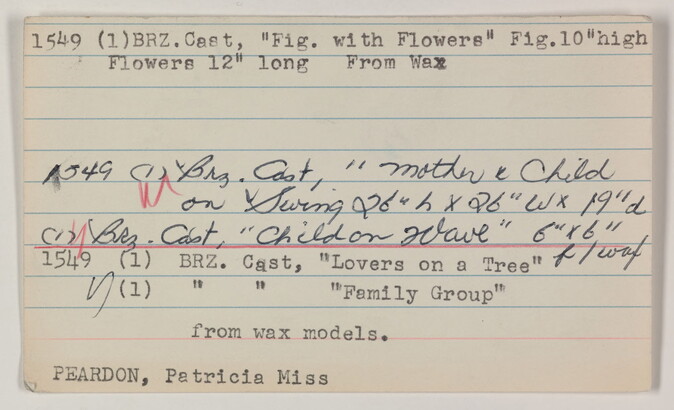 1549 (1)BRZ.Cast, "Fig. with Flowers" Fig.10"high
Flowers 12" long From Wax
1549 (1) Brz. Cast, "Mother & Child
on Swing 26" h x 26" W x 19" d
(1) Brz. Cast, "Child on Wave" 6"x6"
f/wax
1549 (1) BRZ. Cast, "Lovers on a Tree"
(1) " " "Family Group"
from wax models.
PEARDON, Patricia Miss